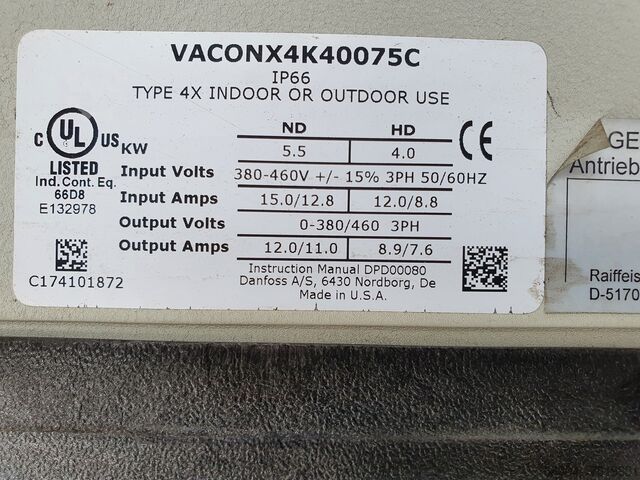 VACONX4K40075C
IP66
TYPE 4X INDOOR OR OUTDOOR USE
C UL US
LISTED
Ind.Cont. Eq.
66D8
E132978
C174101872
ND HD
KW 5.5 4.0
Input Volts 380-460V +/- 15% 3PH 50/60HZ
Input Amps 15.0/12.8 12.0/8.8
Output Volts 0-380/460 3PH
Output Amps 12.0/11.0 8.9/7.6
Instruction Manual DPD00080
Danfoss A/S, 6430 Nordborg, De
Made in U.S.A.
CE
GE
Antrieb
Raiffeis
D-5170